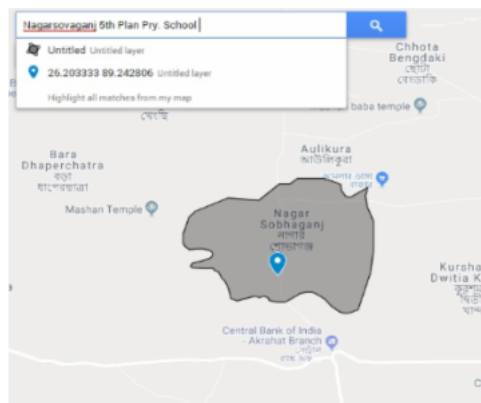 Nagarsovaganj 5th Plan Pry. School
Untitled Untitled layer
26.203333 89.242806 Untitled layer
Highlight all matches from my map
Chhota
Bengdaki
ছোটা
বেংডাকি
baba temple
খেংছি
Bara
Dhaperchatra
বড়া
Aulikura
আউলিকুরা
2
Mashan Temple
Nagar
Sobhaganj
নাগার
শোভাগঞ্জ
Kursha
Dwitia K
Central Bank of India
- Akrahat Branch